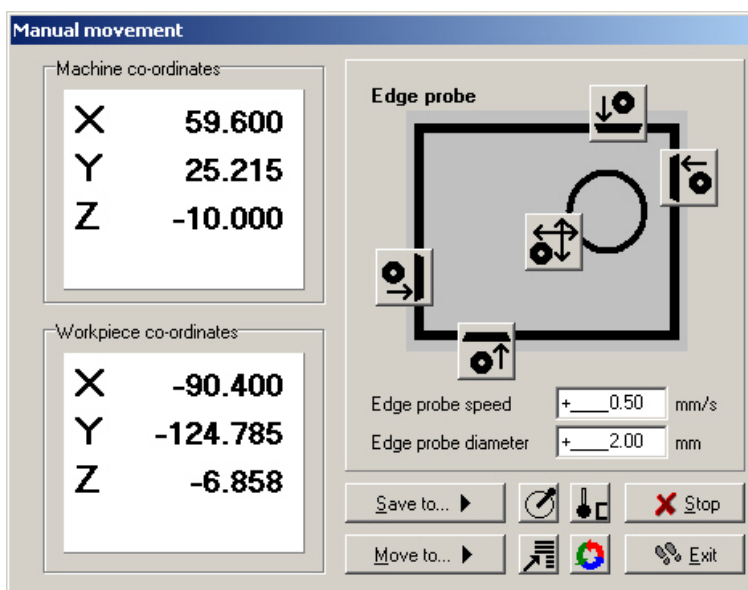 Manual movement
Machine co-ordinates
X 59.600
Y 25.215
Z -10.000
Workpiece co-ordinates
X -90.400
Y -124.785
Z -6.858
Edge probe
Edge probe speed +____0.50 mm/s
Edge probe diameter +____2.00 mm
Save to...
Stop
Move to...
Exit